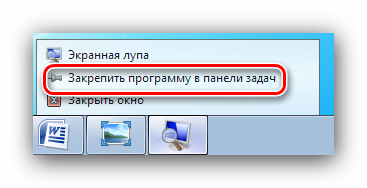 Экранная лупа
Закрепить программу в панели задач
Закрыть окно
W